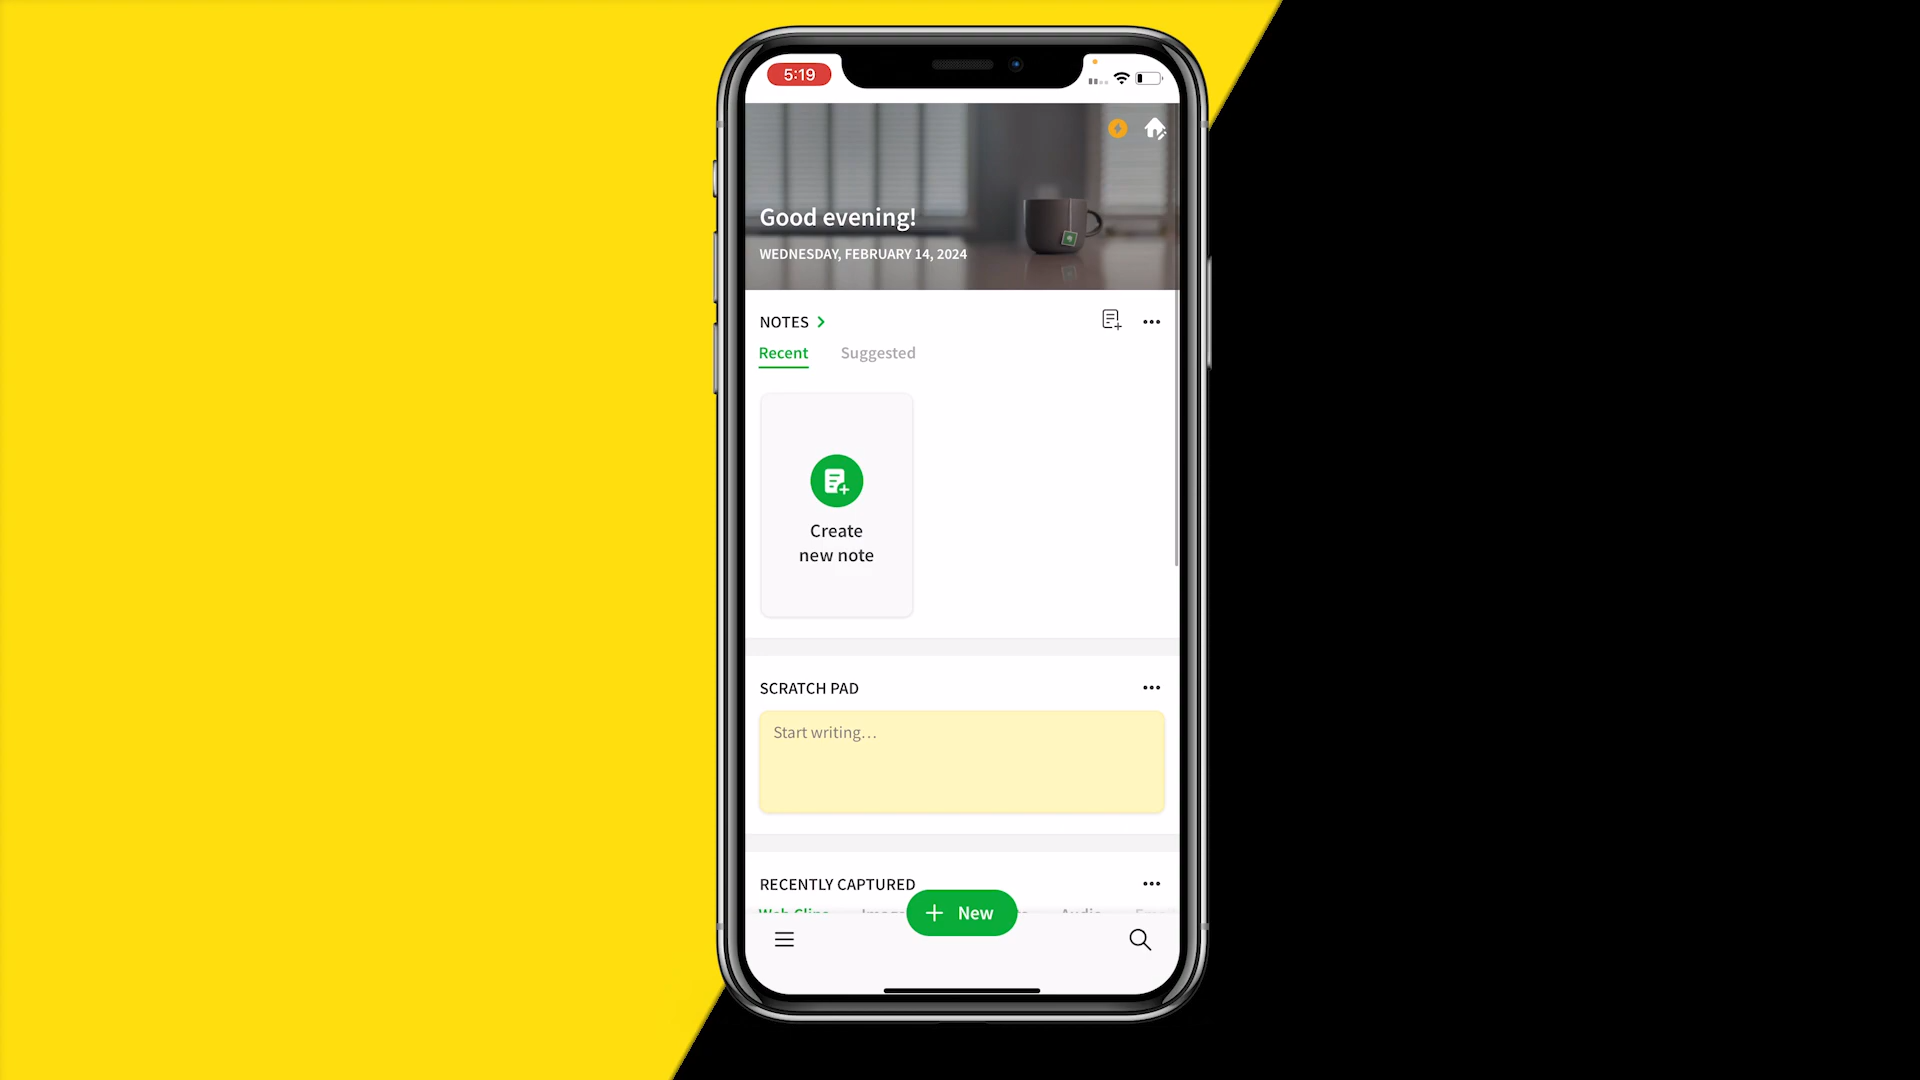 5:19
Good evening!
WEDNESDAY, FEBRUARY 14, 2024
NOTES
Recent Suggested
Create
new note
SCRATCH PAD
Start writing...
RECENTLY CAPTURED
Web Clips Audio
+ New